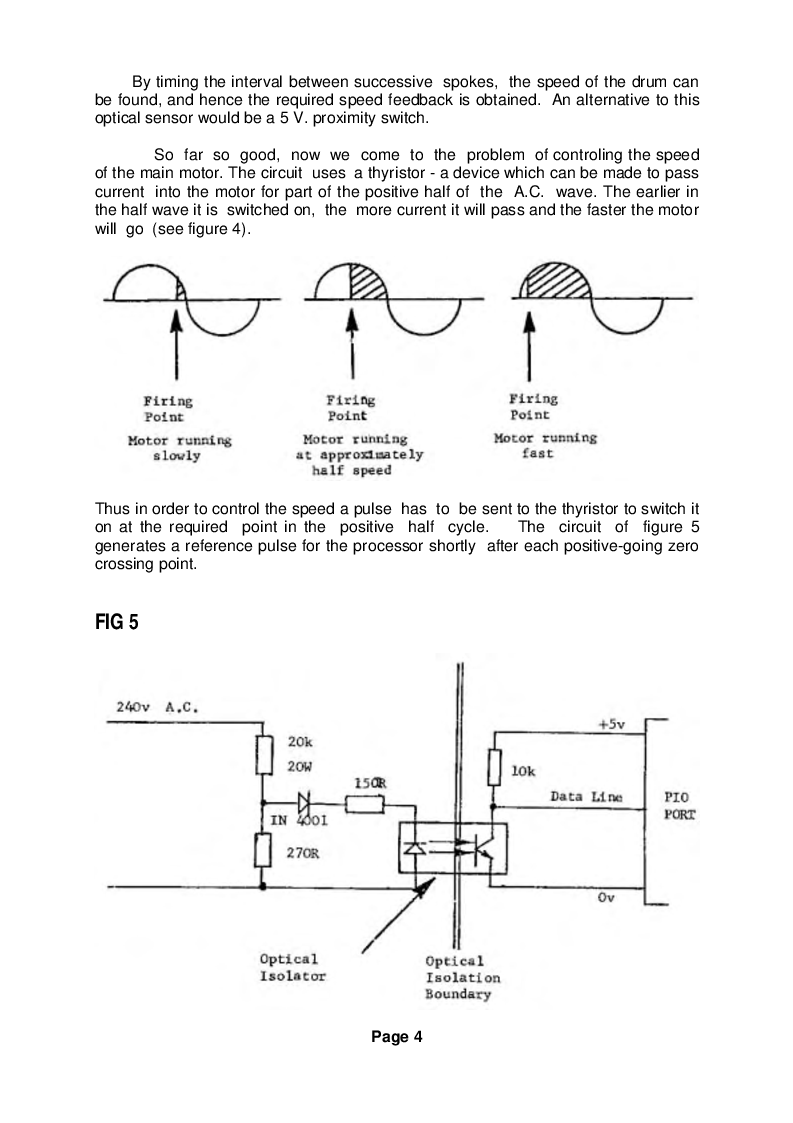 By timing the interval between successive spokes, the speed of the drum can
be found, and hence the required speed feedback is obtained. An alternative to this
optical sensor would be a 5 V. proximity switch.
So far so good, now we come to the problem of controling the speed
of the main motor. The circuit uses a thyristor - a device which can be made to pass
current into the motor for part of the positive half of the A.C. wave. The earlier in
the half wave it is switched on, the more current it will pass and the faster the motor
will go (see figure 4).
Firing
Point
Motor running
slowly
Firing
Point
Motor running
at approximately
half speed
Firing
Point
Motor running
fast
Thus in order to control the speed a pulse has to be sent to the thyristor to switch it
on at the required point in the positive half cycle. The circuit of figure 5
generates a reference pulse for the processor shortly after each positive-going zero
crossing point.
FIG 5
240v A.C.
20k
20W
150R
IN 4001
270R
+5v
10k
Data Line
PIO
PORT
0v
Optical
Isolator
Optical
Isolation
Boundary
Page 4